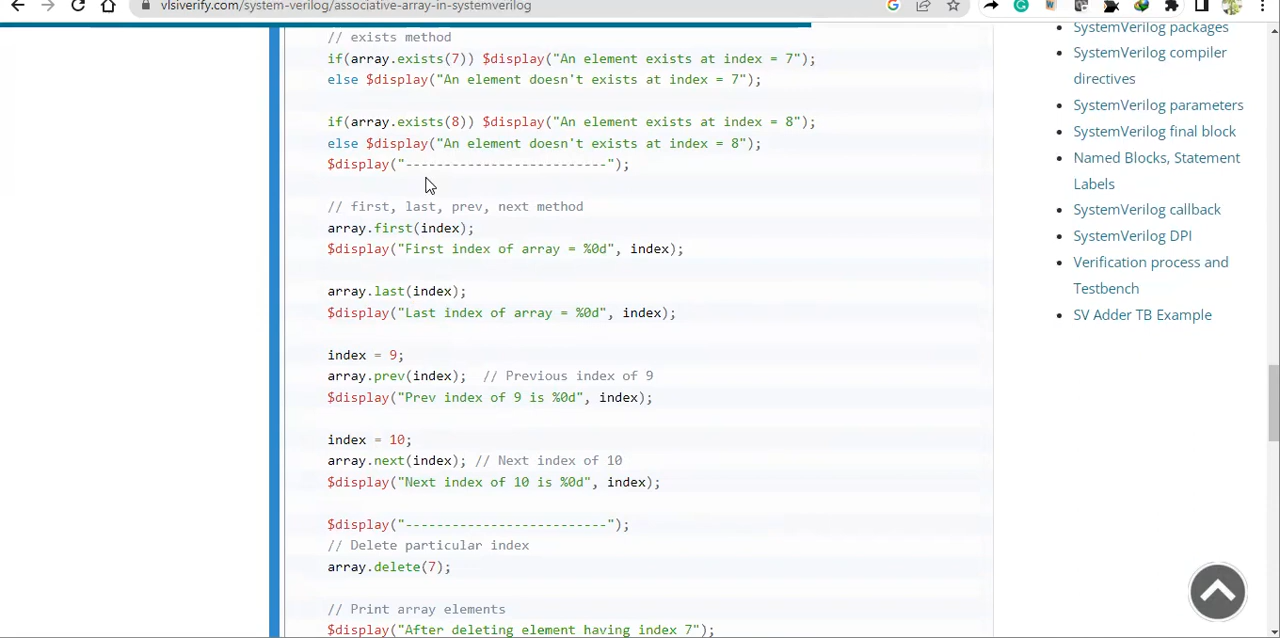 vlsiverify.com/system-verilog/associative-array-in-systemverilog
// exists method
if(array.exists(7)) $display("An element exists at index = 7");
else $display("An element doesn't exists at index = 7");
if(array.exists(8)) $display("An element exists at index = 8");
else $display("An element doesn't exists at index = 8");
$display("--------------------------");
// first, last, prev, next method
array.first(index);
$display("First index of array = %0d", index);
array.last(index);
$display("Last index of array = %0d", index);
index = 9;
array.prev(index);  // Previous index of 9
$display("Prev index of 9 is %0d", index);
index = 10;
array.next(index); // Next index of 10
$display("Next index of 10 is %0d", index);
$display("--------------------------");
// Delete particular index
array.delete(7);
// Print array elements
$display("After deleting element having index 7");
SystemVerilog packages
SystemVerilog compiler
directives
SystemVerilog parameters
SystemVerilog final block
Named Blocks, Statement
Labels
SystemVerilog callback
SystemVerilog DPI
Verification process and
Testbench
SV Adder TB Example